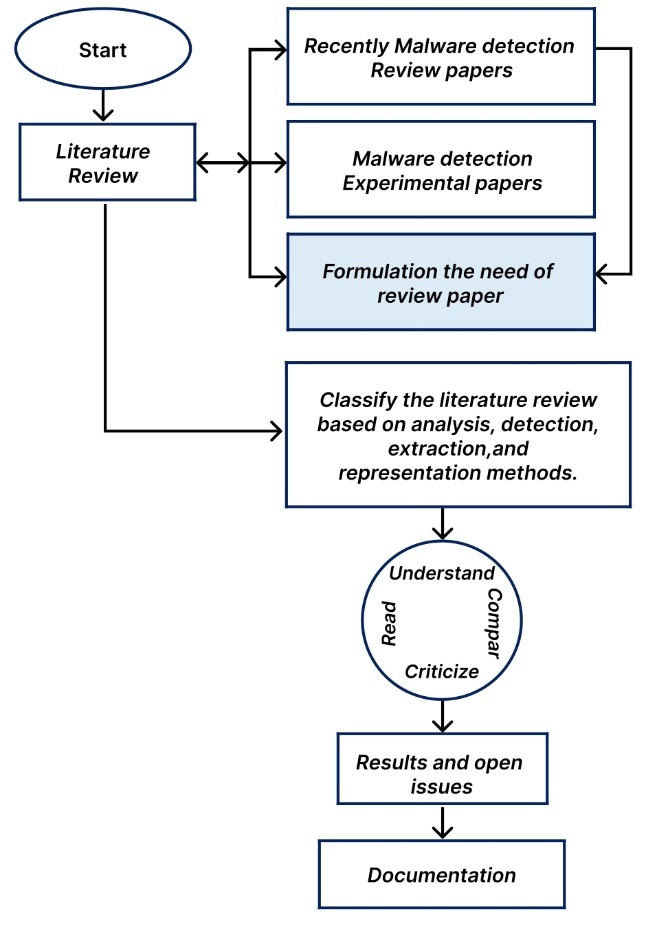 Start
Recently Malware detection
Review papers
Literature
Review
Malware detection
Experimental papers
Formulation the need of
review paper
Classify the literature review
based on analysis, detection,
extraction,and
representation methods.
Understand
Read
Compar
Criticize
Results and open
issues
Documentation